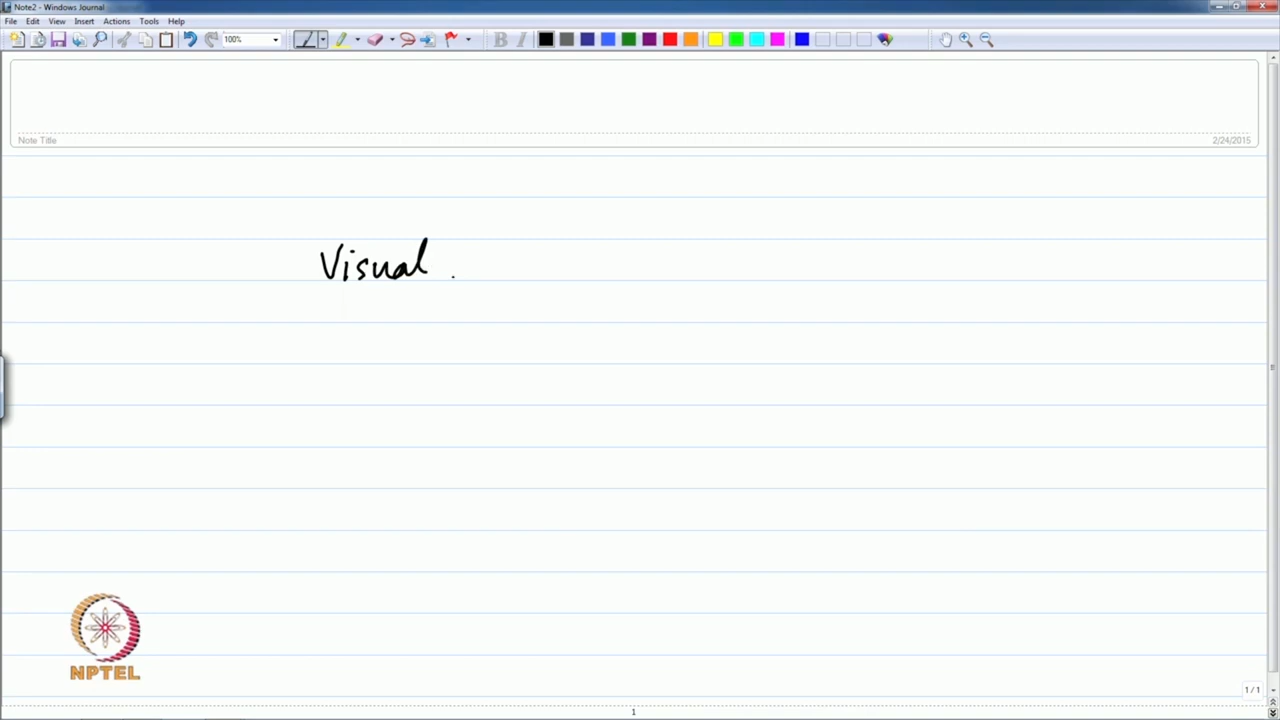 Note2 - Windows Journal
File Edit View Insert Actions Tools Help
100%
B I
Note Title
2/24/2015
Visual .
NPTEL
1 / 1
1